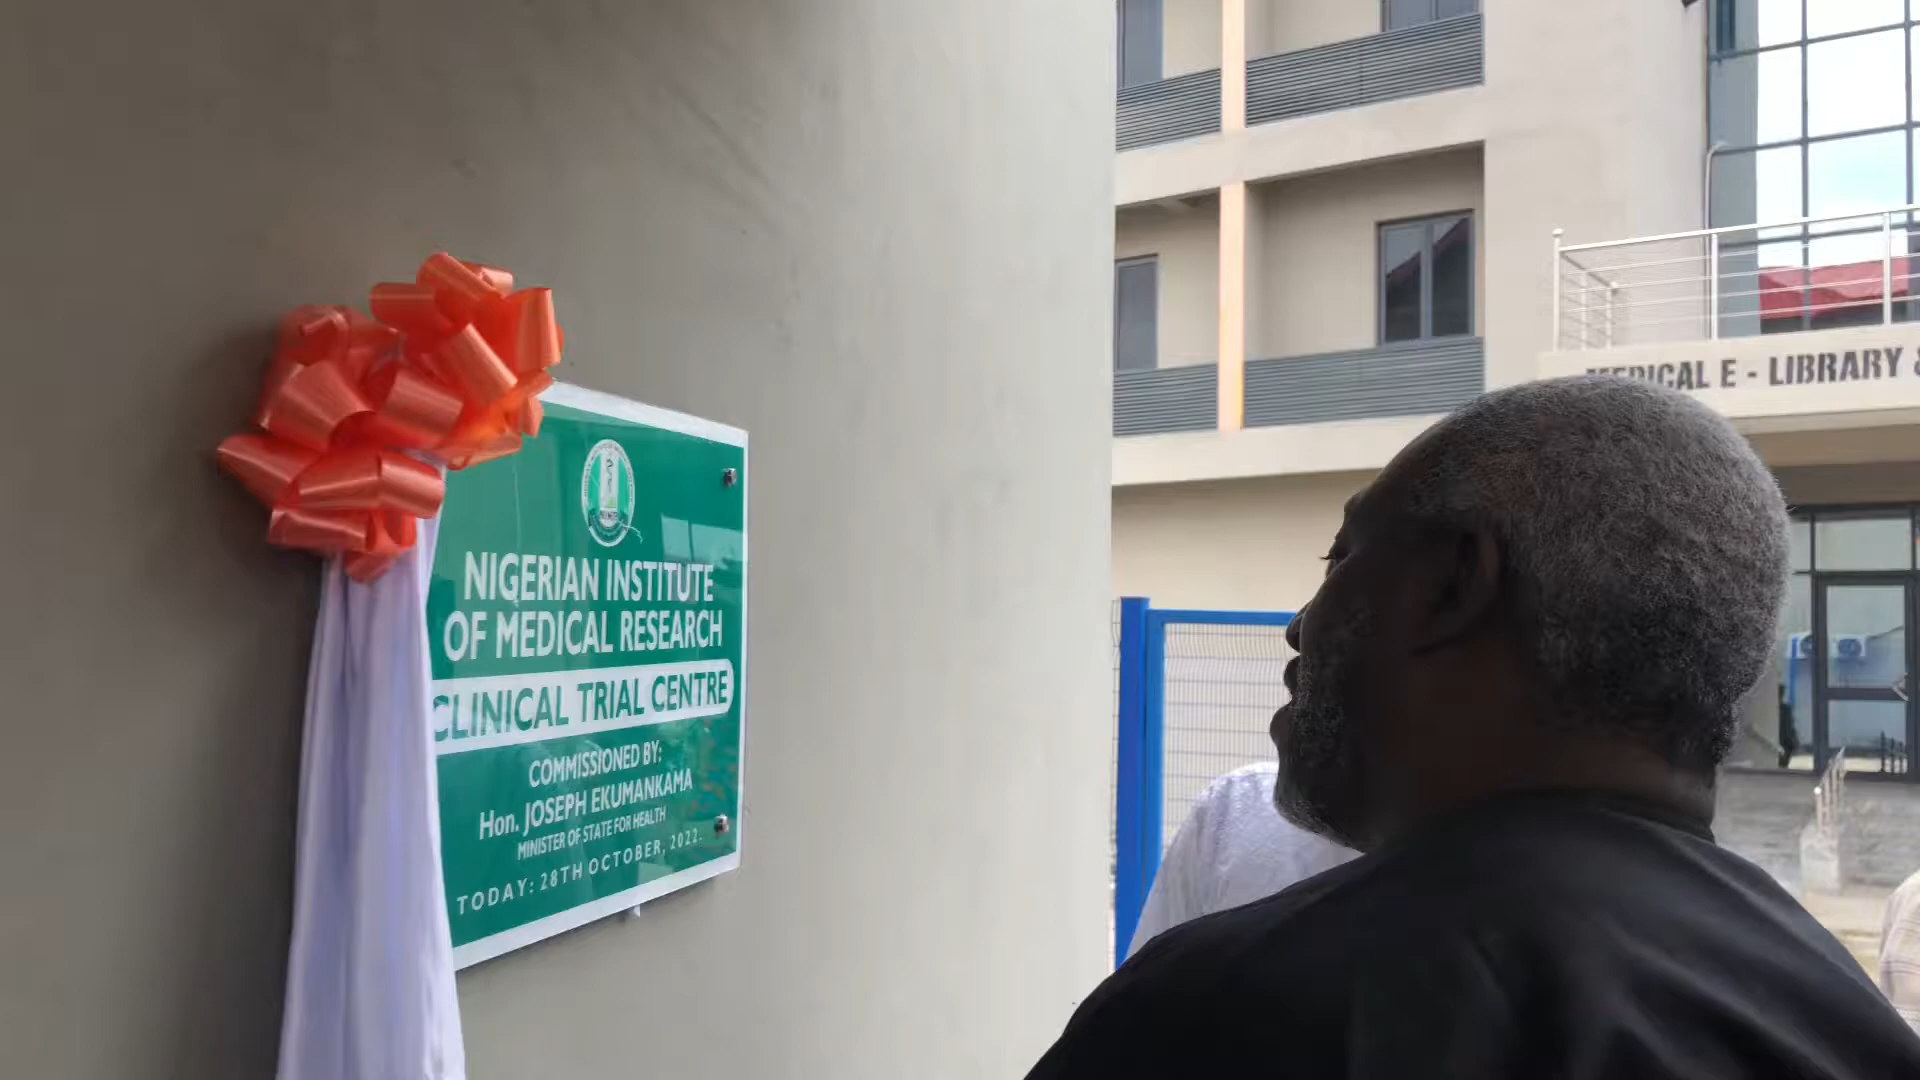 NIGERIAN INSTITUTE
OF MEDICAL RESEARCH
CLINICAL TRIAL CENTRE
COMMISSIONED BY:
Hon. JOSEPH EKUMANKAMA
MINISTER OF STATE FOR HEALTH
TODAY: 28TH OCTOBER, 2022.
MEDICAL E - LIBRARY &